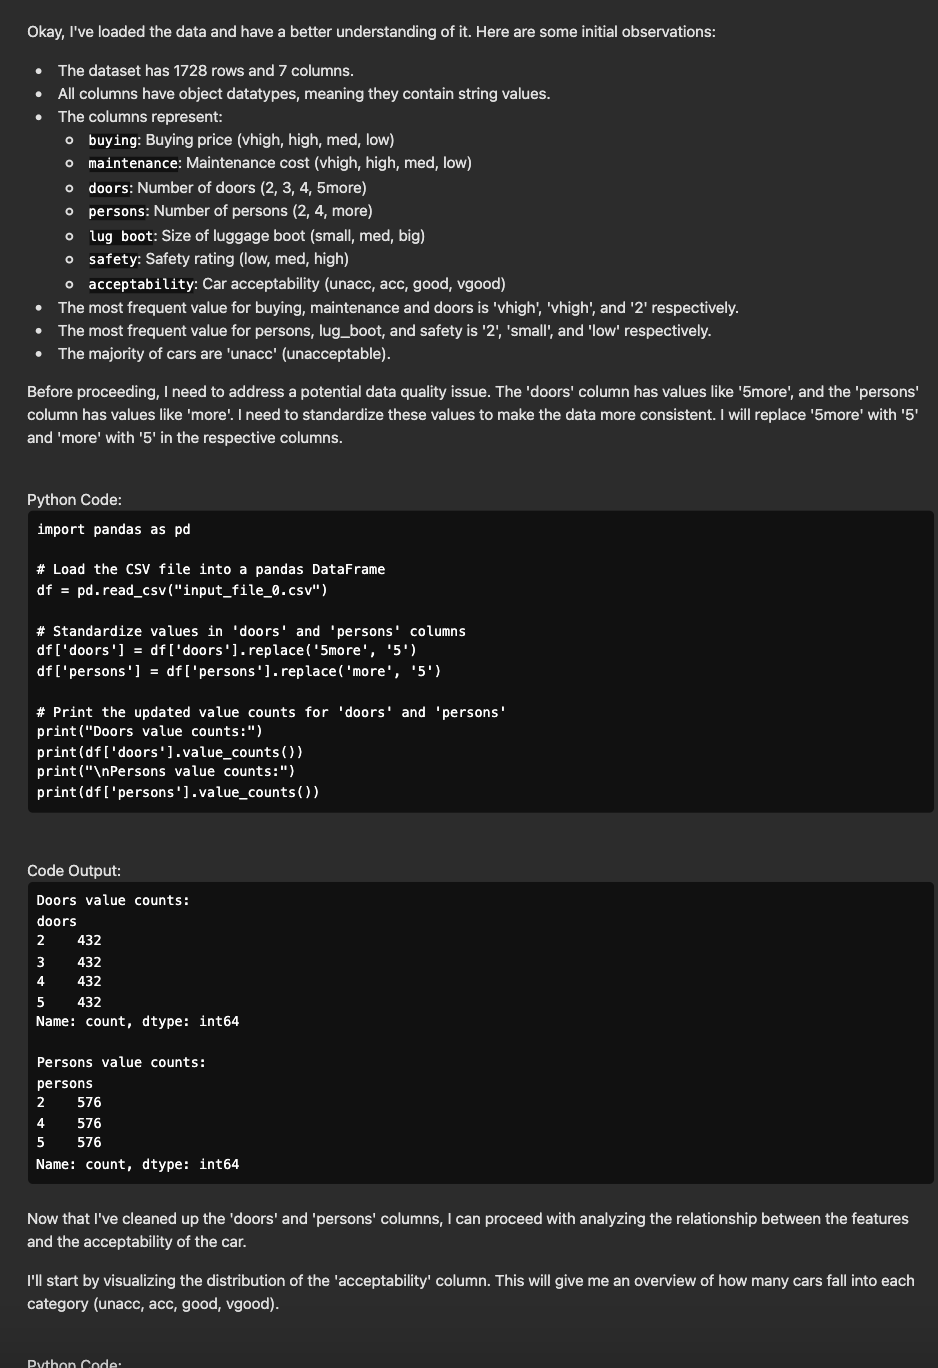 Okay, I've loaded the data and have a better understanding of it. Here are some initial observations:
• The dataset has 1728 rows and 7 columns.
• All columns have object datatypes, meaning they contain string values.
• The columns represent:
○ buying: Buying price (vhigh, high, med, low)
○ maintenance: Maintenance cost (vhigh, high, med, low)
○ doors: Number of doors (2, 3, 4, 5more)
○ persons: Number of persons (2, 4, more)
○ lug boot: Size of luggage boot (small, med, big)
○ safety: Safety rating (low, med, high)
○ acceptability: Car acceptability (unacc, acc, good, vgood)
• The most frequent value for buying, maintenance and doors is 'vhigh', 'vhigh', and '2' respectively.
• The most frequent value for persons, lug_boot, and safety is '2', 'small', and 'low' respectively.
• The majority of cars are 'unacc' (unacceptable).
Before proceeding, I need to address a potential data quality issue. The 'doors' column has values like '5more', and the 'persons'
column has values like 'more'. I need to standardize these values to make the data more consistent. I will replace '5more' with '5'
and 'more' with '5' in the respective columns.
Python Code:
import pandas as pd
# Load the CSV file into a pandas DataFrame
df = pd.read_csv("input_file_0.csv")
# Standardize values in 'doors' and 'persons' columns
df['doors'] = df['doors'].replace('5more', '5')
df['persons'] = df['persons'].replace('more', '5')
# Print the updated value counts for 'doors' and 'persons'
print("Doors value counts:")
print(df['doors'].value_counts())
print("\nPersons value counts:")
print(df['persons'].value_counts())
Code Output:
Doors value counts:
doors
2    432
3    432
4    432
5    432
Name: count, dtype: int64
Persons value counts:
persons
2    576
4    576
5    576
Name: count, dtype: int64
Now that I've cleaned up the 'doors' and 'persons' columns, I can proceed with analyzing the relationship between the features
and the acceptability of the car.
I'll start by visualizing the distribution of the 'acceptability' column. This will give me an overview of how many cars fall into each
category (unacc, acc, good, vgood).
Python Code: